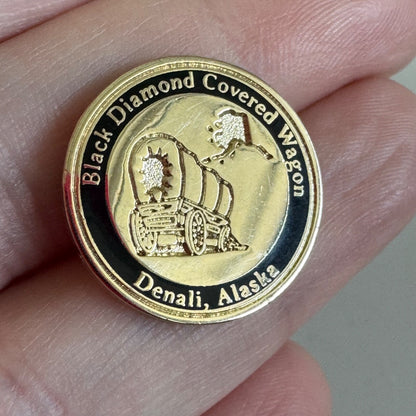 Black Diamond Covered Wagon
Denali, Alaska